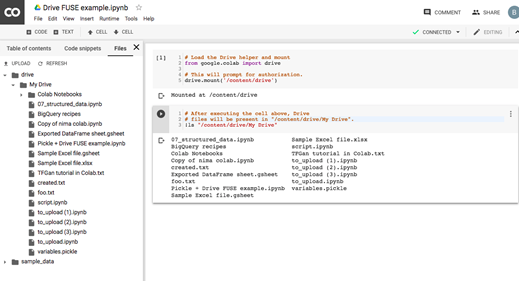 CO
Drive FUSE example.ipynb
File Edit View Insert Runtime Tools Help
COMMENT SHARE B
CODE TEXT CELL CELL
CONNECTED EDITING
Table of contents Code snippets Files
UPLOAD REFRESH
drive
My Drive
Colab Notebooks
07_structured_data.ipynb
BigQuery recipes
Copy of nima colab.ipynb
Exported DataFrame sheet.gsheet
Pickle + Drive FUSE example.ipynb
Sample Excel file.gsheet
Sample Excel file.xlsx
TFGan tutorial in Colab.txt
created.txt
foo.txt
script.ipynb
to_upload (1).ipynb
to_upload (2).ipynb
to_upload (3).ipynb
to_upload.ipynb
variables.pickle
sample_data
[1]
1 # Load the Drive helper and mount
2 from google.colab import drive
3
4 # This will prompt for authorization.
5 drive.mount('/content/drive')
Mounted at /content/drive
1 # After executing the cell above, Drive
2 # files will be present in "/content/drive/My Drive".
3 !ls "/content/drive/My Drive"
07_structured_data.ipynb Sample Excel file.xlsx
BigQuery recipes script.ipynb
Colab Notebooks TFGan tutorial in Colab.txt
Copy of nima colab.ipynb to_upload (1).ipynb
created.txt to_upload (2).ipynb
Exported DataFrame sheet.gsheet to_upload (3).ipynb
foo.txt to_upload.ipynb
Pickle + Drive FUSE example.ipynb variables.pickle
Sample Excel file.gsheet